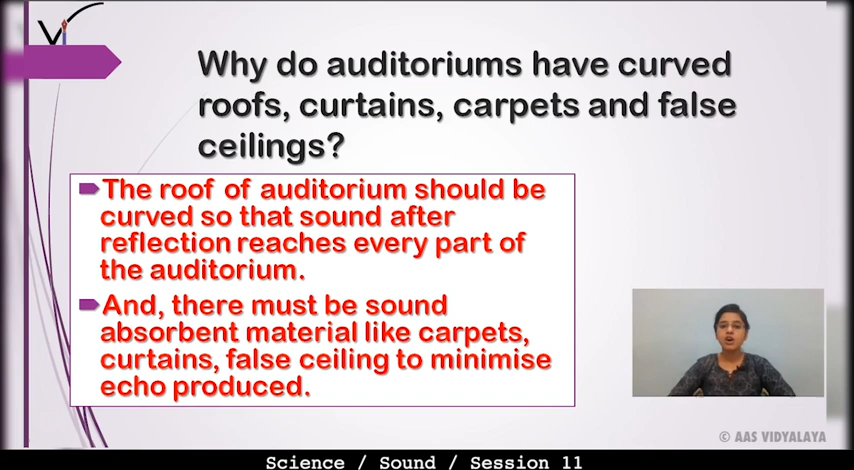 Vi
Why do auditoriums have curved
roofs, curtains, carpets and false
ceilings?
The roof of auditorium should be
curved so that sound after
reflection reaches every part of
the auditorium.
And, there must be sound
absorbent material like carpets,
curtains, false ceiling to minimise
echo produced.
© AAS VIDYALAYA
Science / Sound / Session 11